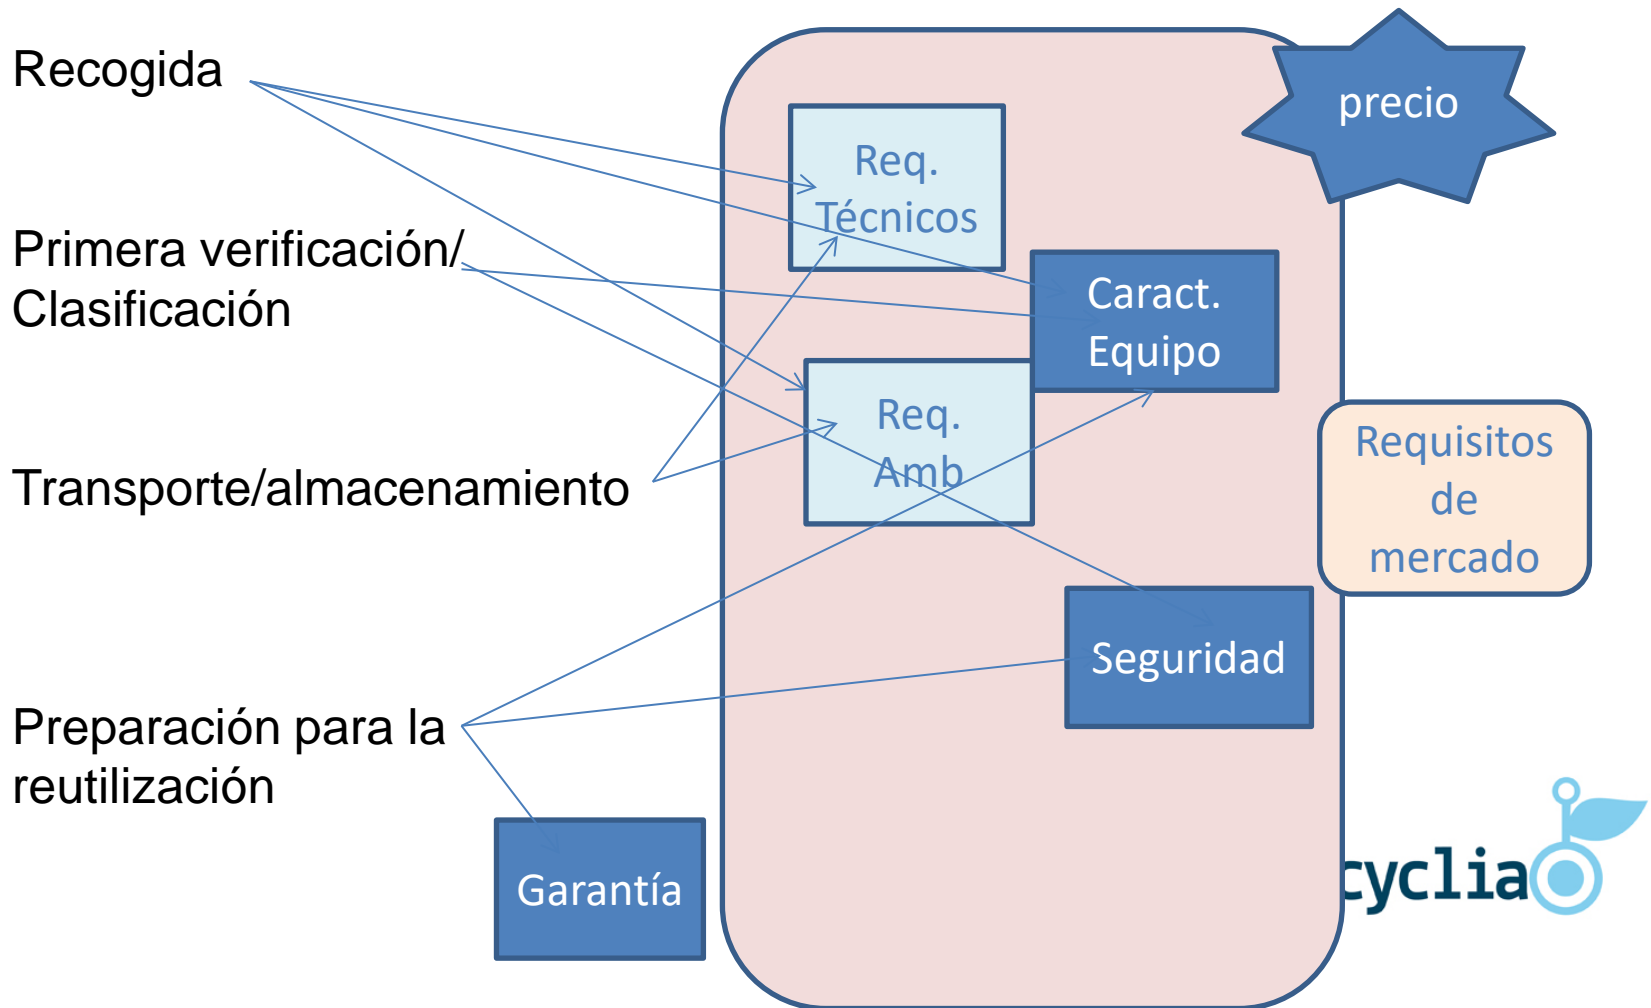 Recogida
Primera verificación/
Clasificación
Transporte/almacenamiento
Preparación para la
reutilización
Req.
Técnicos
Caract.
Equipo
Req.
Amb
Seguridad
Garantía
precio
Requisitos
de
mercado
cyclia